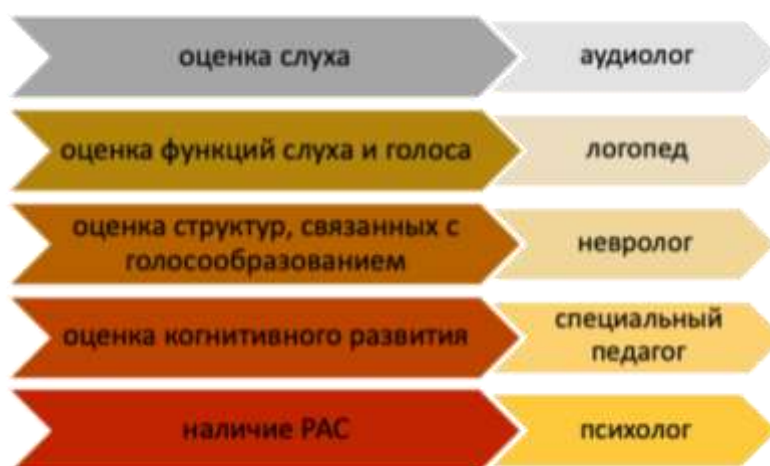 оценка слуха
аудиолог
оценка функций слуха и голоса
логопед
оценка структур, связанных с
голосообразованием
невролог
оценка когнитивного развития
специальный
педагог
наличие РАС
психолог